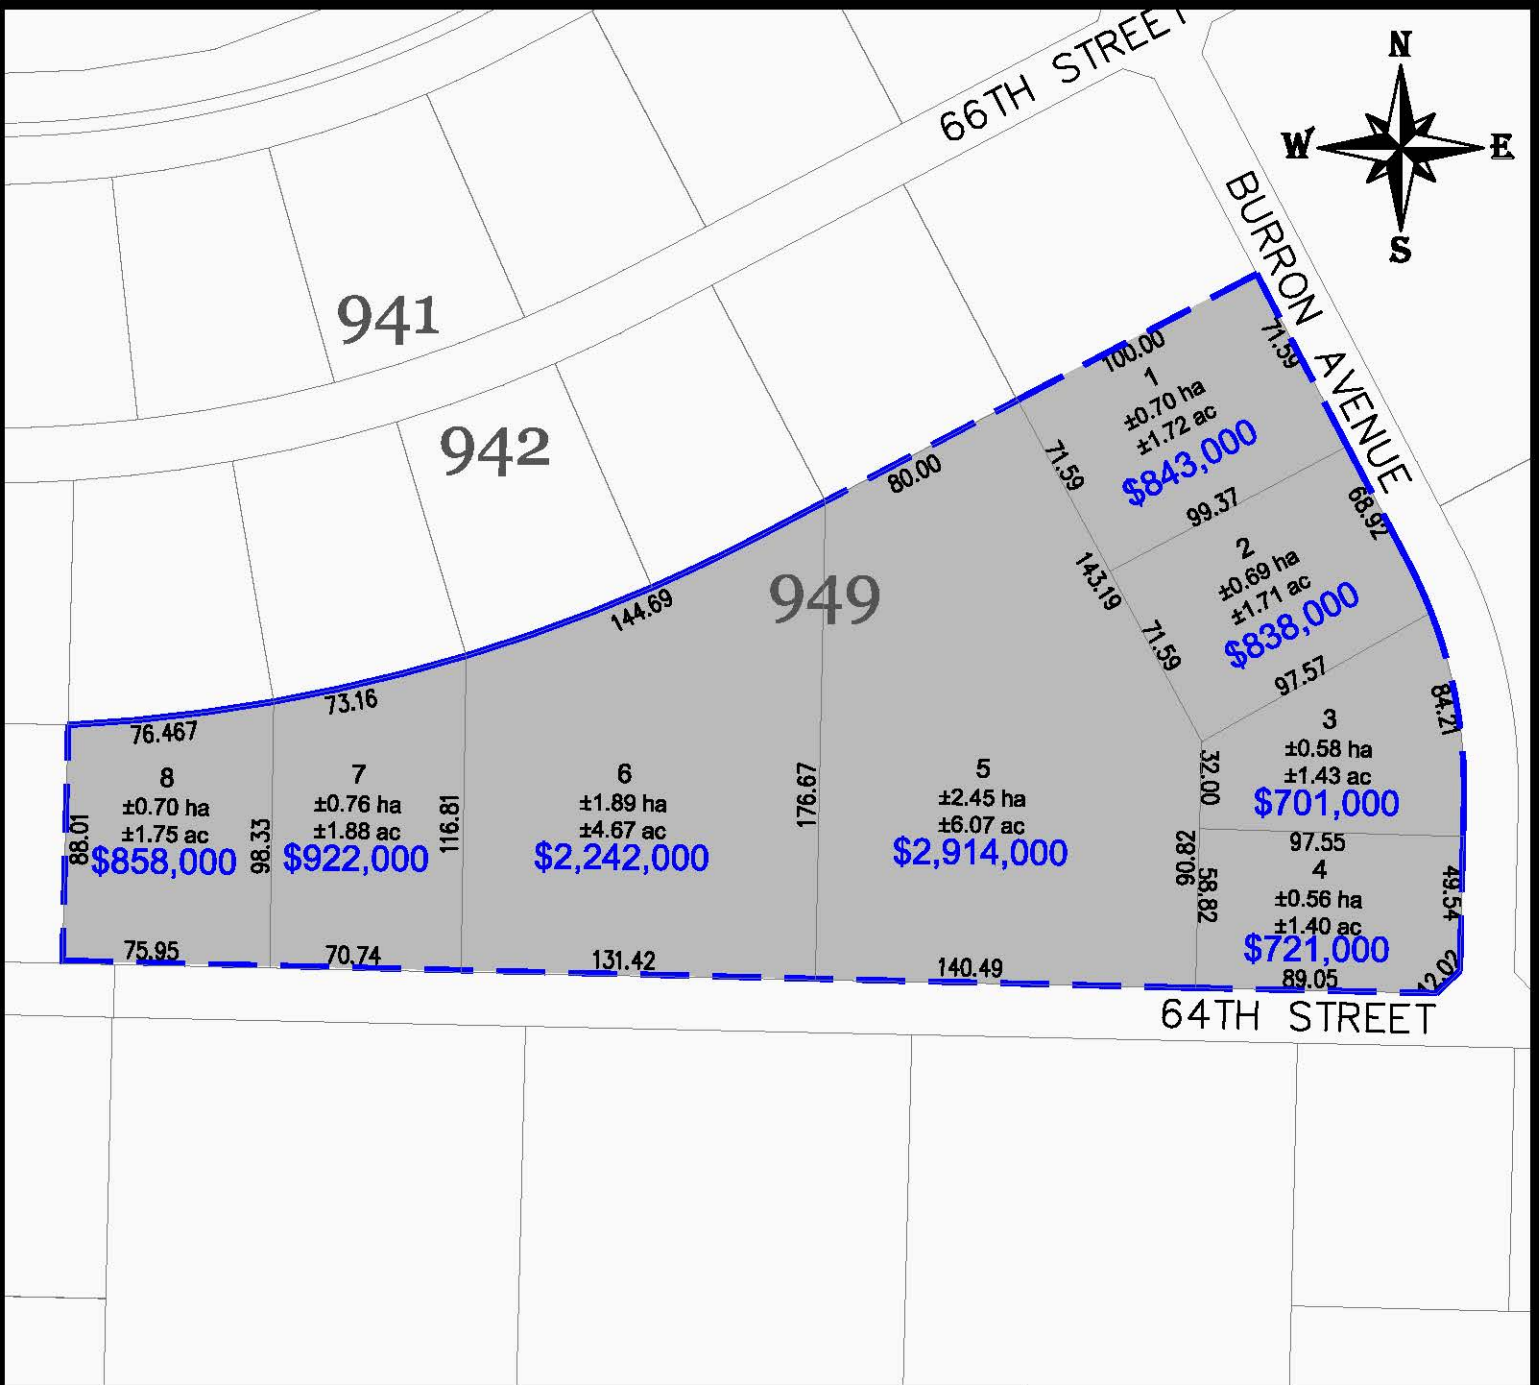 66TH STREET
N
W
E
S
BURRON AVENUE
941
942
949
100.00
71.59
1
±0.70 ha
±1.72 ac
$843,000
80.00
71.59
99.37
68.92
2
±0.69 ha
±1.71 ac
$838,000
143.19
71.59
97.57
144.69
84.21
3
±0.58 ha
±1.43 ac
$701,000
32.00
73.16
76.467
8
±0.70 ha
±1.75 ac
$858,000
88.01
98.33
7
±0.76 ha
±1.88 ac
$922,000
116.81
6
±1.89 ha
±4.67 ac
$2,242,000
176.67
5
±2.45 ha
±6.07 ac
$2,914,000
90.82
58.82
97.55
4
±0.56 ha
±1.40 ac
$721,000
49.54
12.02
75.95
70.74
131.42
140.49
89.05
64TH STREET